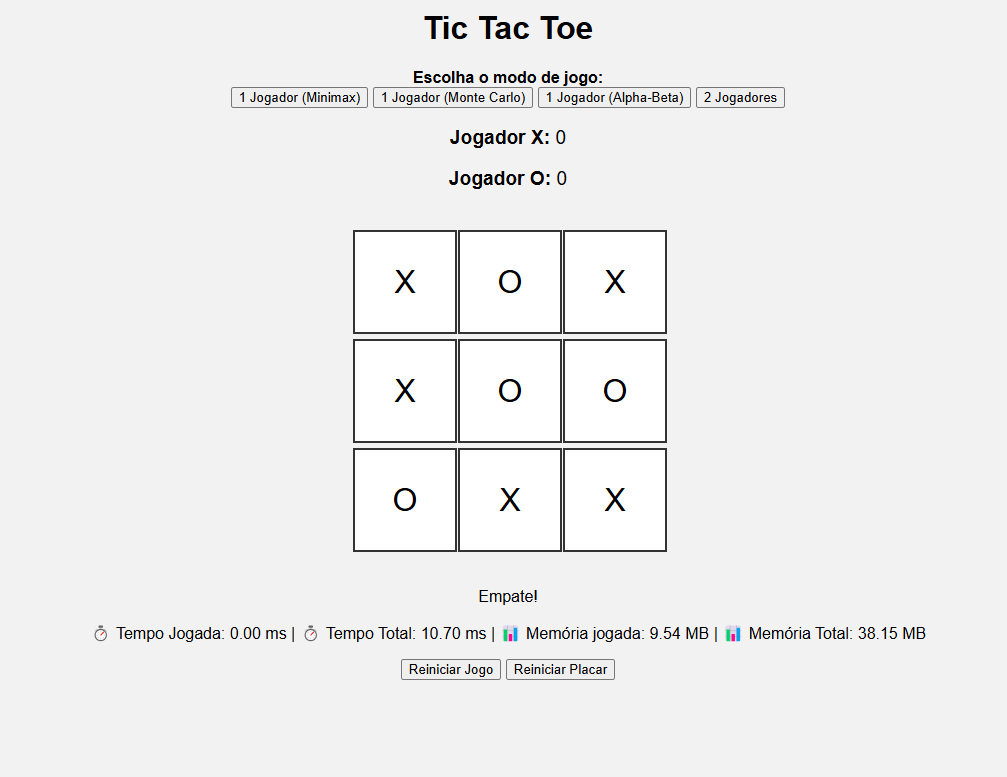 Tic Tac Toe
Escolha o modo de jogo:
1 Jogador (Minimax) 1 Jogador (Monte Carlo) 1 Jogador (Alpha-Beta) 2 Jogadores
Jogador X: 0
Jogador O: 0
X O X
X O O
O X X
Empate!
Tempo Jogada: 0.00 ms | Tempo Total: 10.70 ms | Memória jogada: 9.54 MB | Memória Total: 38.15 MB
Reiniciar Jogo Reiniciar Placar